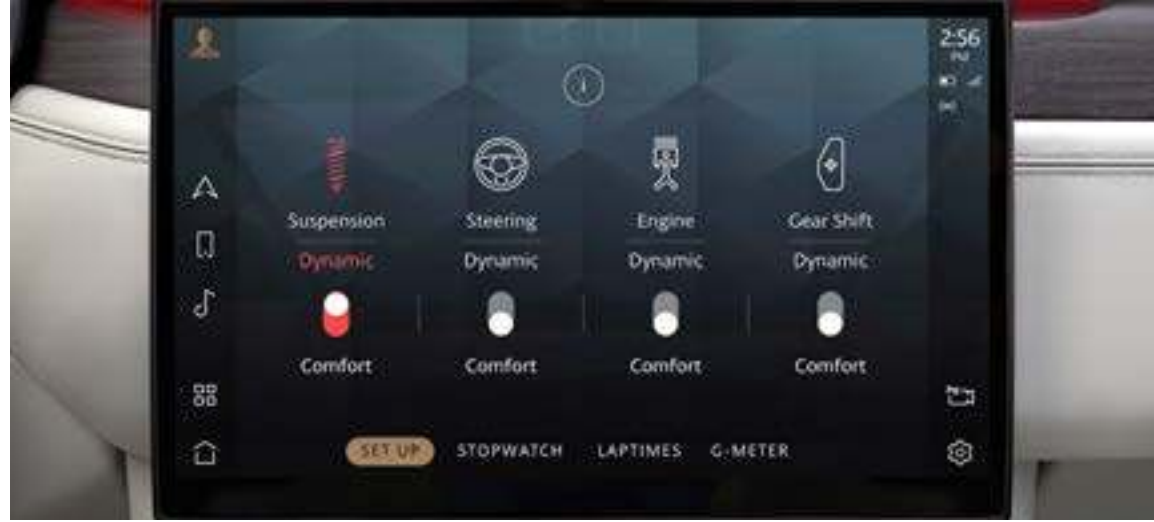 2:56
PM
Suspension Steering Engine Gear Shift
Dynamic Dynamic Dynamic Dynamic
Comfort Comfort Comfort Comfort
SET UP STOPWATCH LAPTIMES G-METER